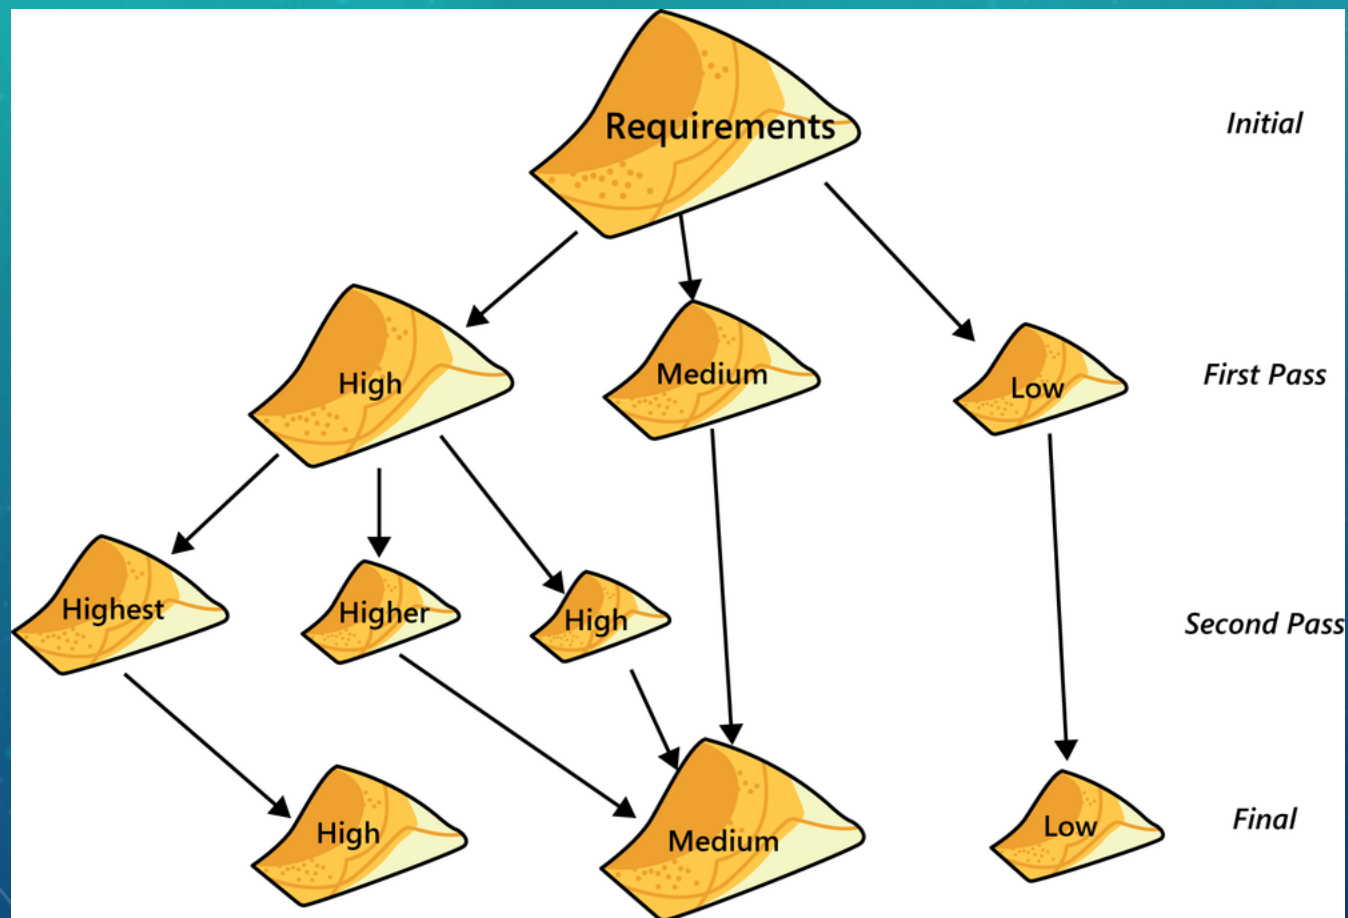 Requirements
Initial
High
Medium
Low
First Pass
Highest
Higher
High
Second Pass
High
Medium
Low
Final